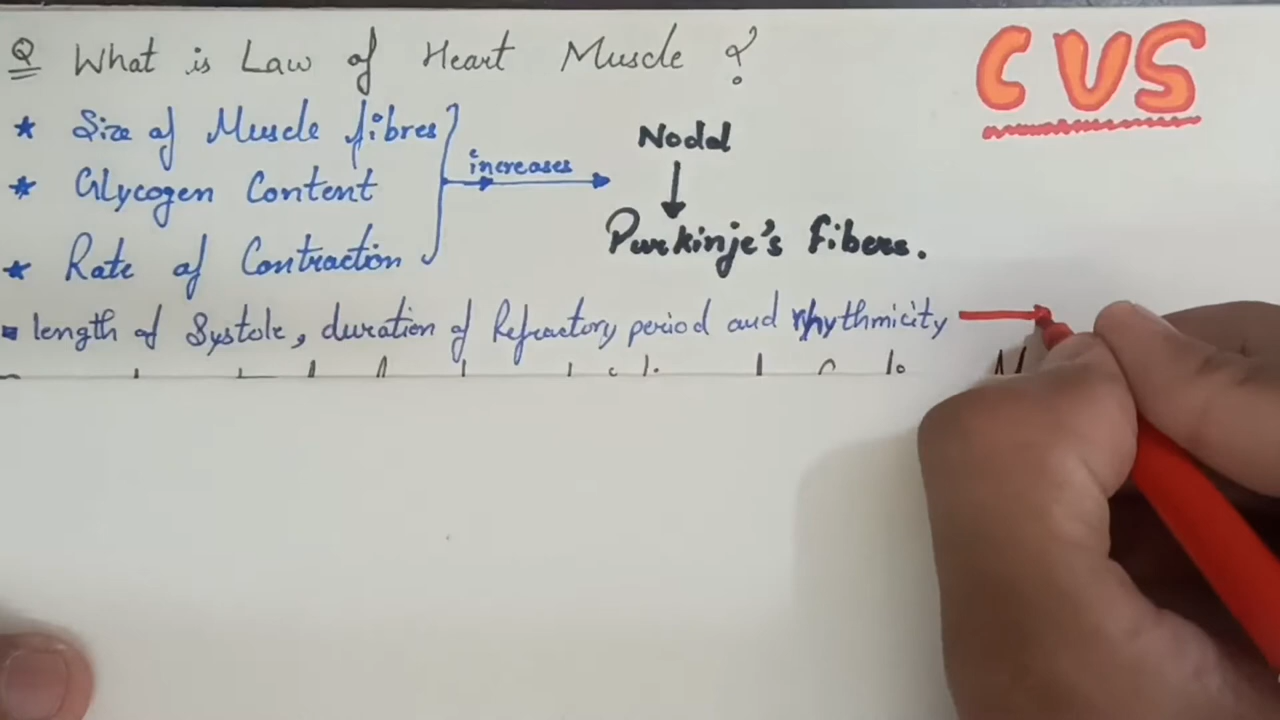 Q What is Law of Heart Muscle ?
CVS
* Size of Muscle fibres
* Glycogen Content
* Rate of Contraction
increases
Nodal
Purkinje's Fibers.
▪ length of Systole, duration of Refractory period and rhythmicity